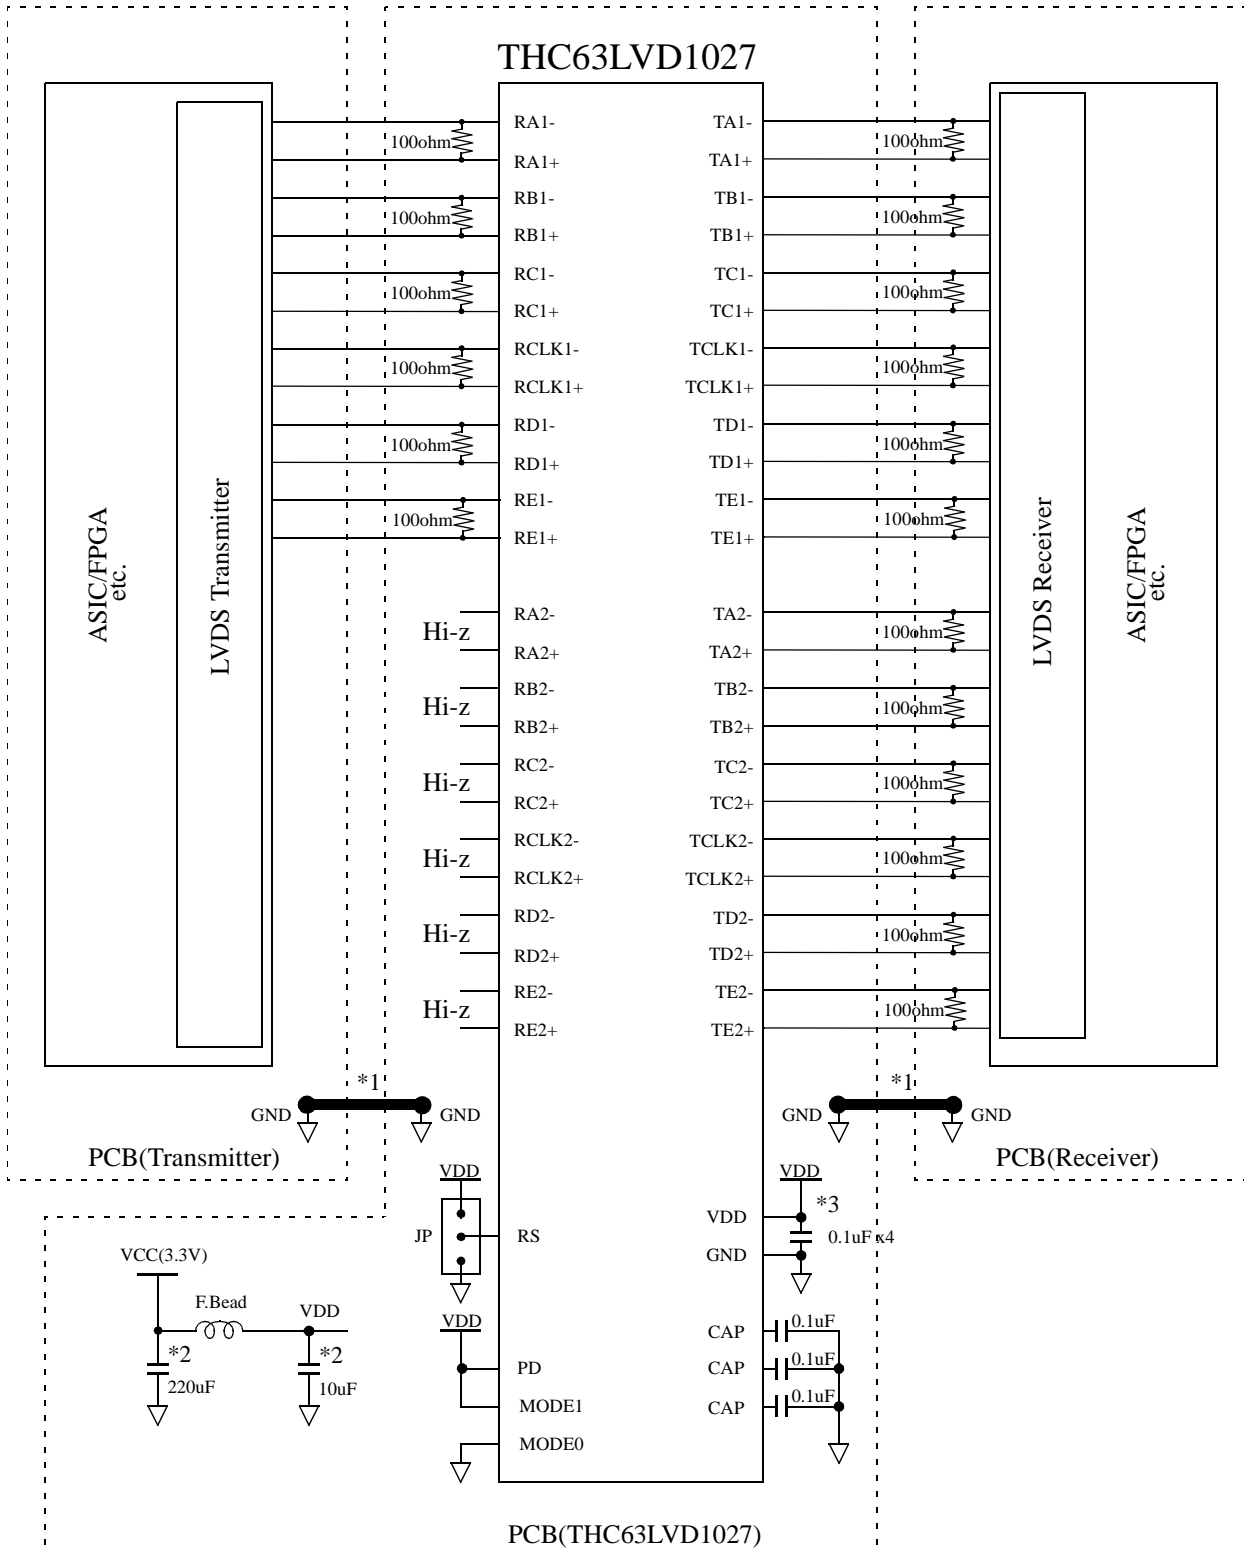 THC63LVD1027
RA1-
TA1-
100ohm
100ohm
RA1+
TA1+
RB1-
TB1-
100ohm
100ohm
RB1+
TB1+
RC1-
TC1-
100ohm
100ohm
RC1+
TC1+
RCLK1-
TCLK1-
100ohm
100ohm
RCLK1+
TCLK1+
RD1-
TD1-
100ohm
100ohm
RD1+
TD1+
RE1-
TE1-
100ohm
100ohm
RE1+
TE1+
ASIC/FPGA
etc.
LVDS Transmitter
LVDS Receiver
ASIC/FPGA
etc.
RA2-
TA2-
Hi-z
100ohm
RA2+
TA2+
RB2-
TB2-
Hi-z
100ohm
RB2+
TB2+
RC2-
TC2-
Hi-z
100ohm
RC2+
TC2+
RCLK2-
TCLK2-
Hi-z
100ohm
RCLK2+
TCLK2+
RD2-
TD2-
Hi-z
100ohm
RD2+
TD2+
RE2-
TE2-
Hi-z
100ohm
RE2+
TE2+
*1
*1
GND
GND
GND
GND
PCB(Transmitter)
PCB(Receiver)
VDD
VDD
*3
VDD
JP
RS
0.1uF x4
GND
VCC(3.3V)
F.Bead
VDD
VDD
CAP
0.1uF
*2
*2
220uF
10uF
PD
CAP
0.1uF
MODE1
CAP
0.1uF
MODE0
PCB(THC63LVD1027)